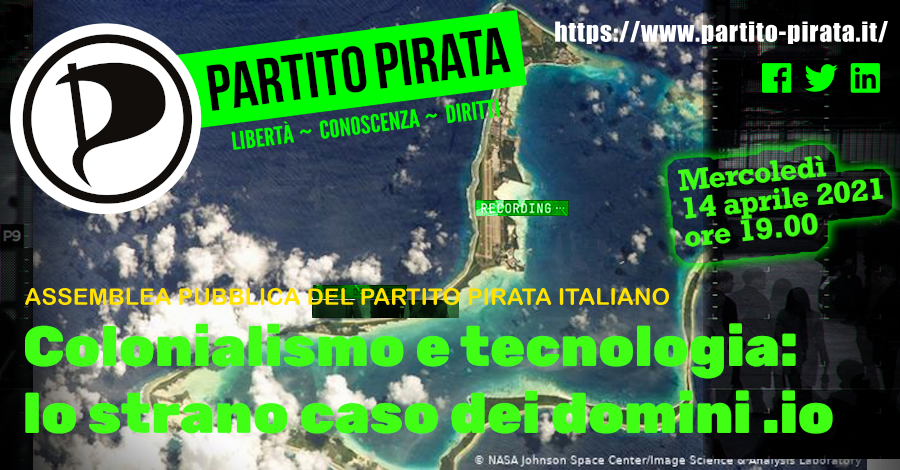 https://www.partito-pirata.it/
PARTITO PIRATA
LIBERTÀ ~ CONOSCENZA ~ DIRITTI
Mercoledì
14 aprile 2021
ore 19.00
RECORDING...
P9
ASSEMBLEA PUBBLICA DEL PARTITO PIRATA ITALIANO
Colonialismo e tecnologia:
lo strano caso dei domini .io
© NASA Johnson Space Center/Image Science & Analysis Laboratory